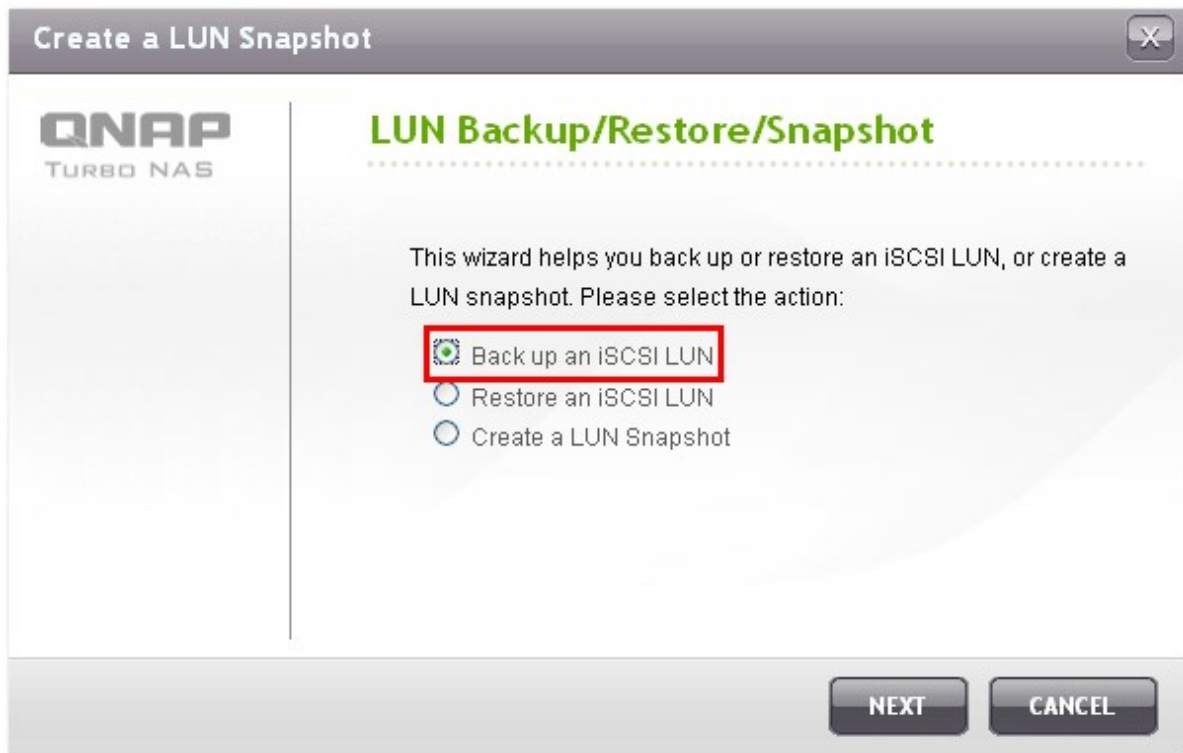 Create a LUN Snapshot
X
QNAP
TURBO NAS
LUN Backup/Restore/Snapshot
This wizard helps you back up or restore an iSCSI LUN, or create a
LUN snapshot. Please select the action:
Back up an iSCSI LUN
Restore an iSCSI LUN
Create a LUN Snapshot
NEXT
CANCEL